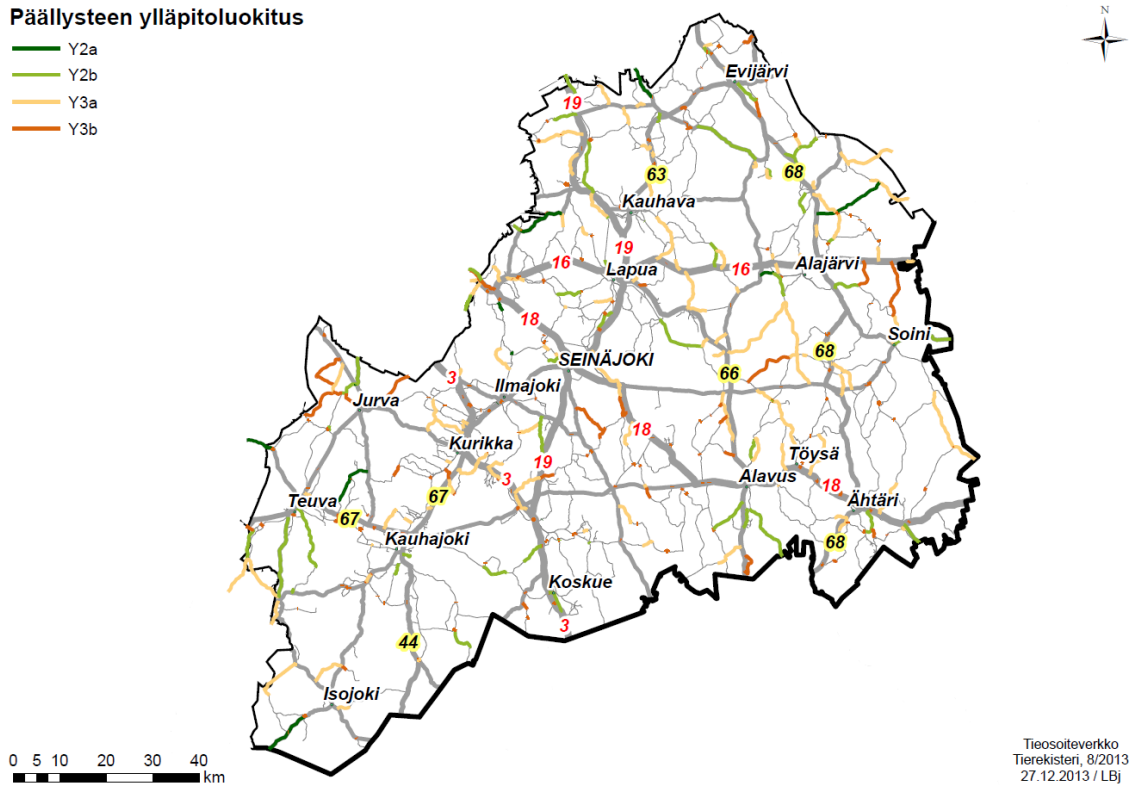 Päällysteen ylläpitoluokitus
Y2a
Y2b
Y3a
Y3b
N
Evijärvi
19
63
68
Kauhava
19
16
Lapua
16
Alajärvi
18
Soini
SEINÄJOKI
68
66
3
Ilmajoki
Jurva
18
Kurikka
19
Töysä
3
Alavus
18
67
Teuva
Ähtäri
67
68
Kauhajoki
Koskue
3
44
Isojoki
0 5 10 20 30 40
km
Tieosoiteverkko
Tierekisteri, 8/2013
27.12.2013 / LBj